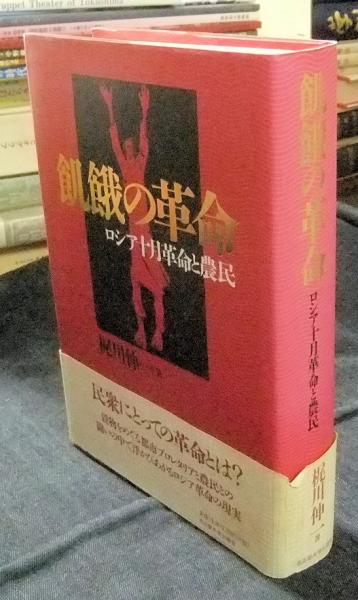 Puppet Theater of Tokushima
飢餓の革命
ロシア十月革命と農民
梶川伸一 著
民衆にとっての革命とは？
穀物をめぐる都市プロレタリアと農民との
闘いの中で浮かびあがるロシア革命の現実
飢餓の革命
ロシア十月革命と農民
梶川伸一 著